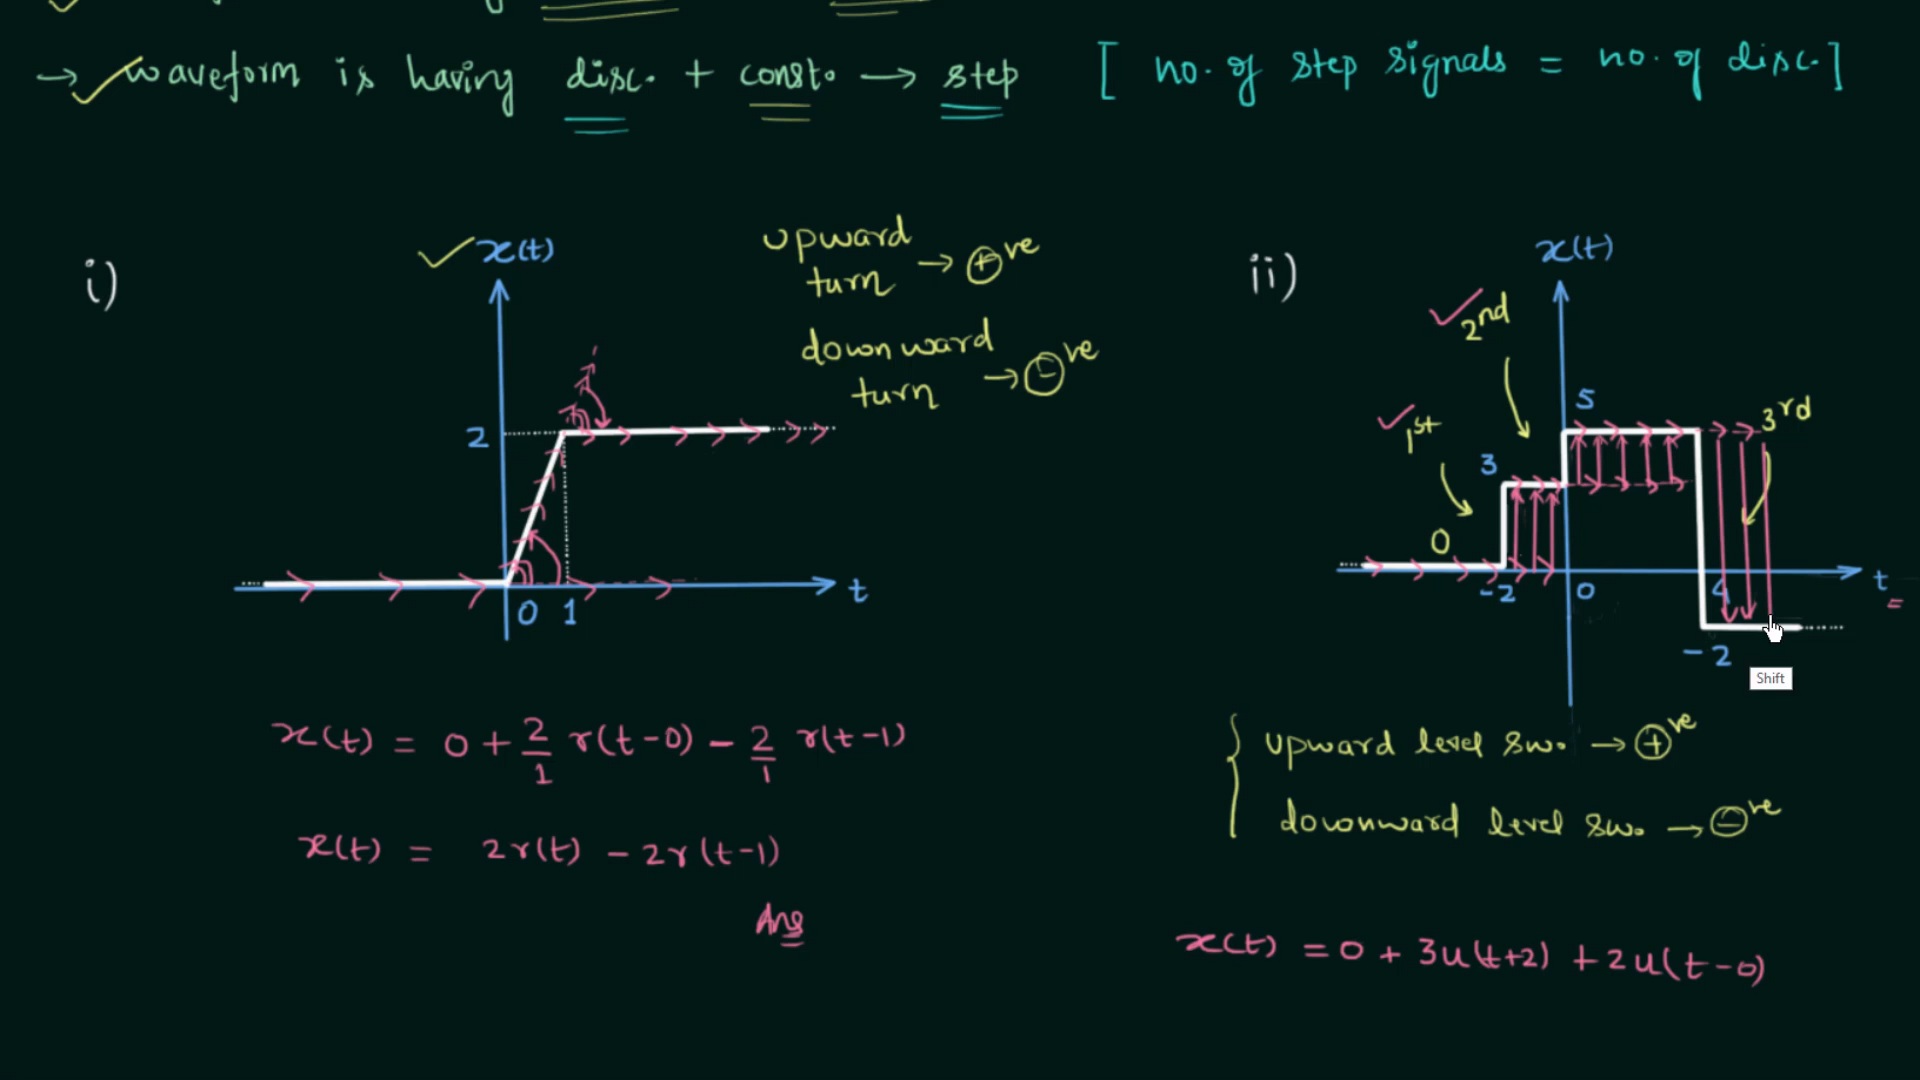 → waveform is having disc. + const. → step [ no. of step signals = no. of disc. ]
i)
x(t)
upward turn → +ve
downward turn → -ve
2
0 1 t
x(t) = 0 + 2/1 r(t-0) - 2/1 r(t-1)
x(t) = 2r(t) - 2r(t-1)
Ans
ii)
x(t)
2nd
1st
3rd
5
3
0
-2 0 4 t
=
-2
Shift
upward level sw. → +ve
downward level sw. → -ve
x(t) = 0 + 3u(t+2) + 2u(t-0)